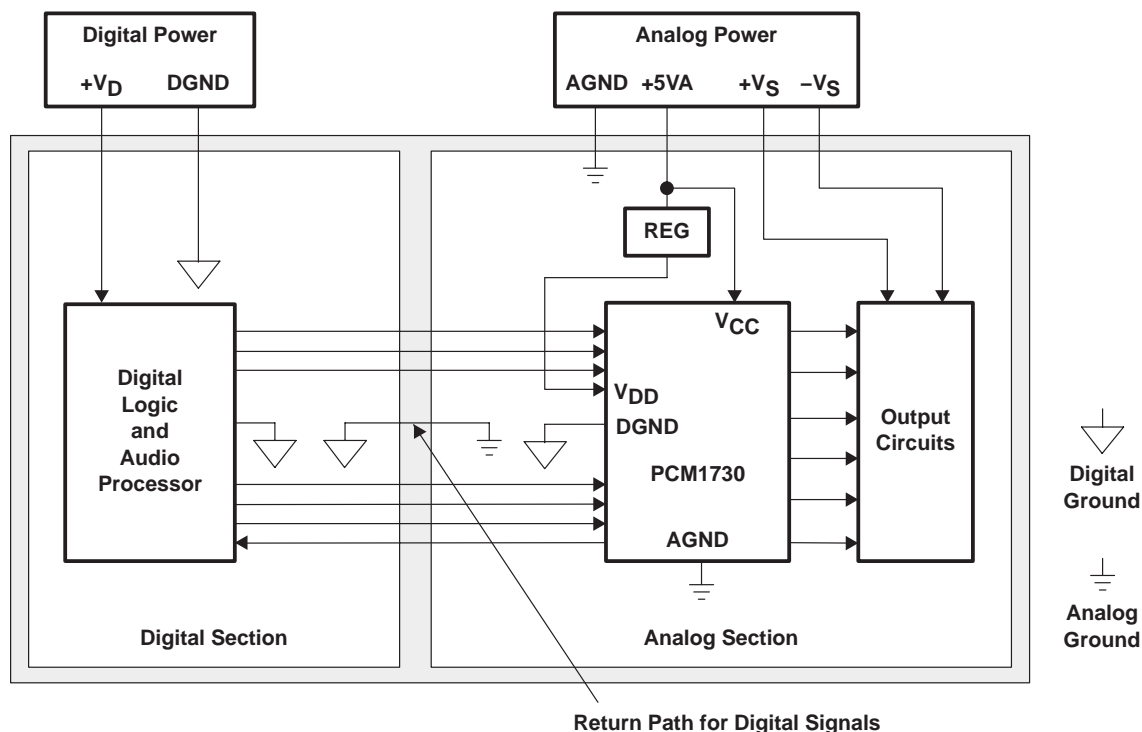 Digital Power
+VD DGND
Analog Power
AGND +5VA +VS –VS
REG
VCC
VDD
DGND
PCM1730
AGND
Digital
Logic
and
Audio
Processor
Output
Circuits
Digital
Ground
Analog
Ground
Digital Section
Analog Section
Return Path for Digital Signals